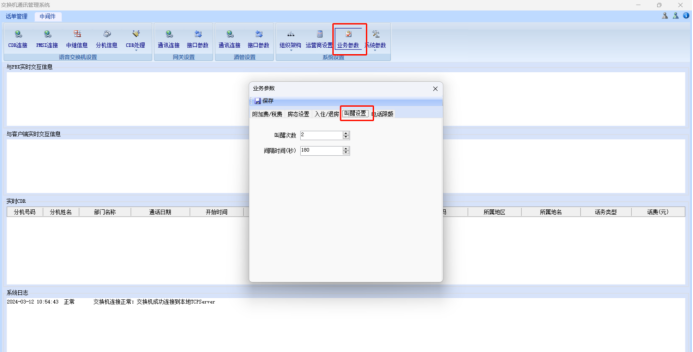 交换机通讯管理系统
话单管理 中间件
CDR连接 PMSI连接 中继信息 分机信息 CDR处理 通讯连接 接口参数 通讯连接 接口参数 组织架构 运营商设置 业务参数 系统参数
语音交换机设置 网关设置 酒管设置 系统设置
与PBX实时交互信息
业务参数
保存
附加费/税费 房态设置 入住/退房 叫醒设置 电话限额
叫醒次数 2
间隔时间(秒) 180
与客户端实时交互信息
实时CDR
分机号码 分机姓名 部门名称 通话日期 开始时间 所属地区 所属地名 话务类型 话费(元)
系统日志
2024-03-12 10:54:43 正常 交换机连接正常: 交换机成功连接到本地TCPServer